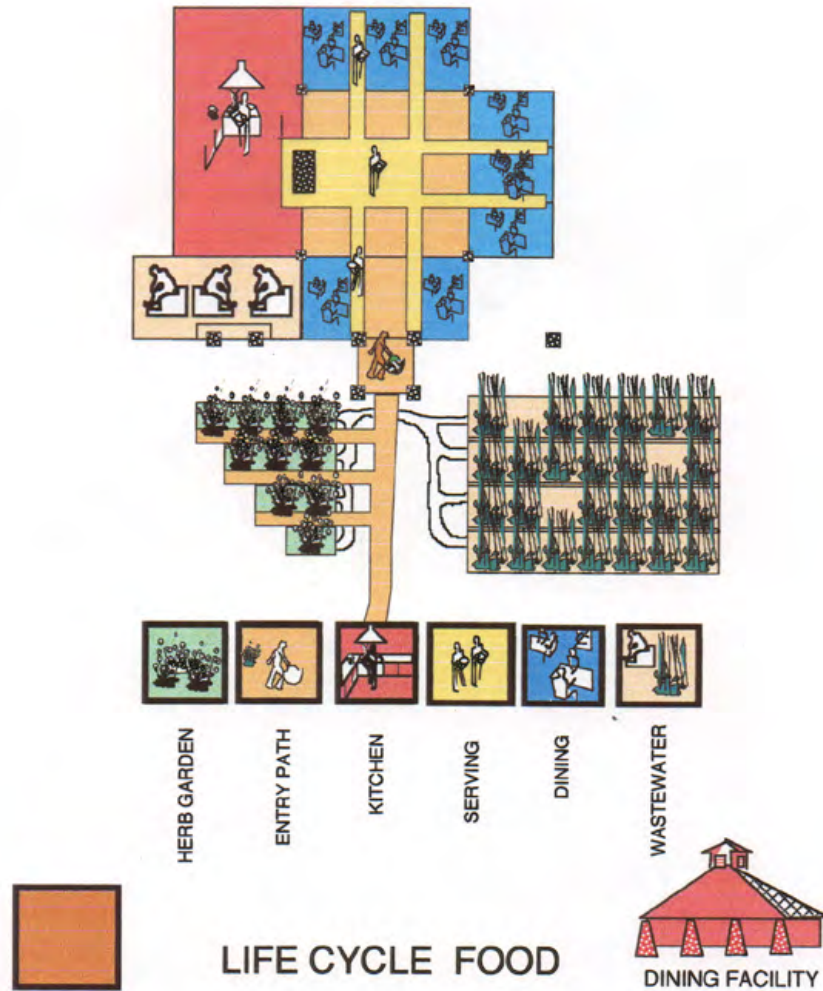 HERB GARDEN
ENTRY PATH
KITCHEN
SERVING
DINING
WASTEWATER
LIFE CYCLE FOOD
DINING FACILITY